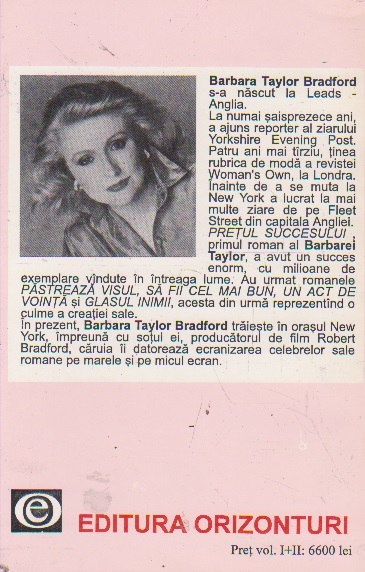 Barbara Taylor Bradford
s-a născut la Leads -
Anglia.
La numai șaisprezece ani,
a ajuns reporter al ziarului
Yorkshire Evening Post.
Patru ani mai tîrziu, ținea
rubrica de modă a revistei
Woman's Own, la Londra.
Înainte de a se muta la
New York a lucrat la mai
multe ziare de pe Fleet
Street din capitala Angliei.
PREȚUL SUCCESULUI ,
primul roman al Barbarei
Taylor, a avut un succes
enorm, cu milioane de
exemplare vîndute în întreaga lume. Au urmat romanele
PĂSTREAZĂ VISUL, SĂ FII CEL MAI BUN, UN ACT DE
VOINȚĂ și GLASUL INIMII, acesta din urmă reprezentînd o
culme a creației sale.
În prezent, Barbara Taylor Bradford trăiește în orașul New
York, împreună cu soțul ei, producătorul de film Robert
Bradford, căruia îi datorează ecranizarea celebrelor sale
romane pe marele și pe micul ecran.
e EDITURA ORIZONTURI
Preț vol. I+II: 6600 lei